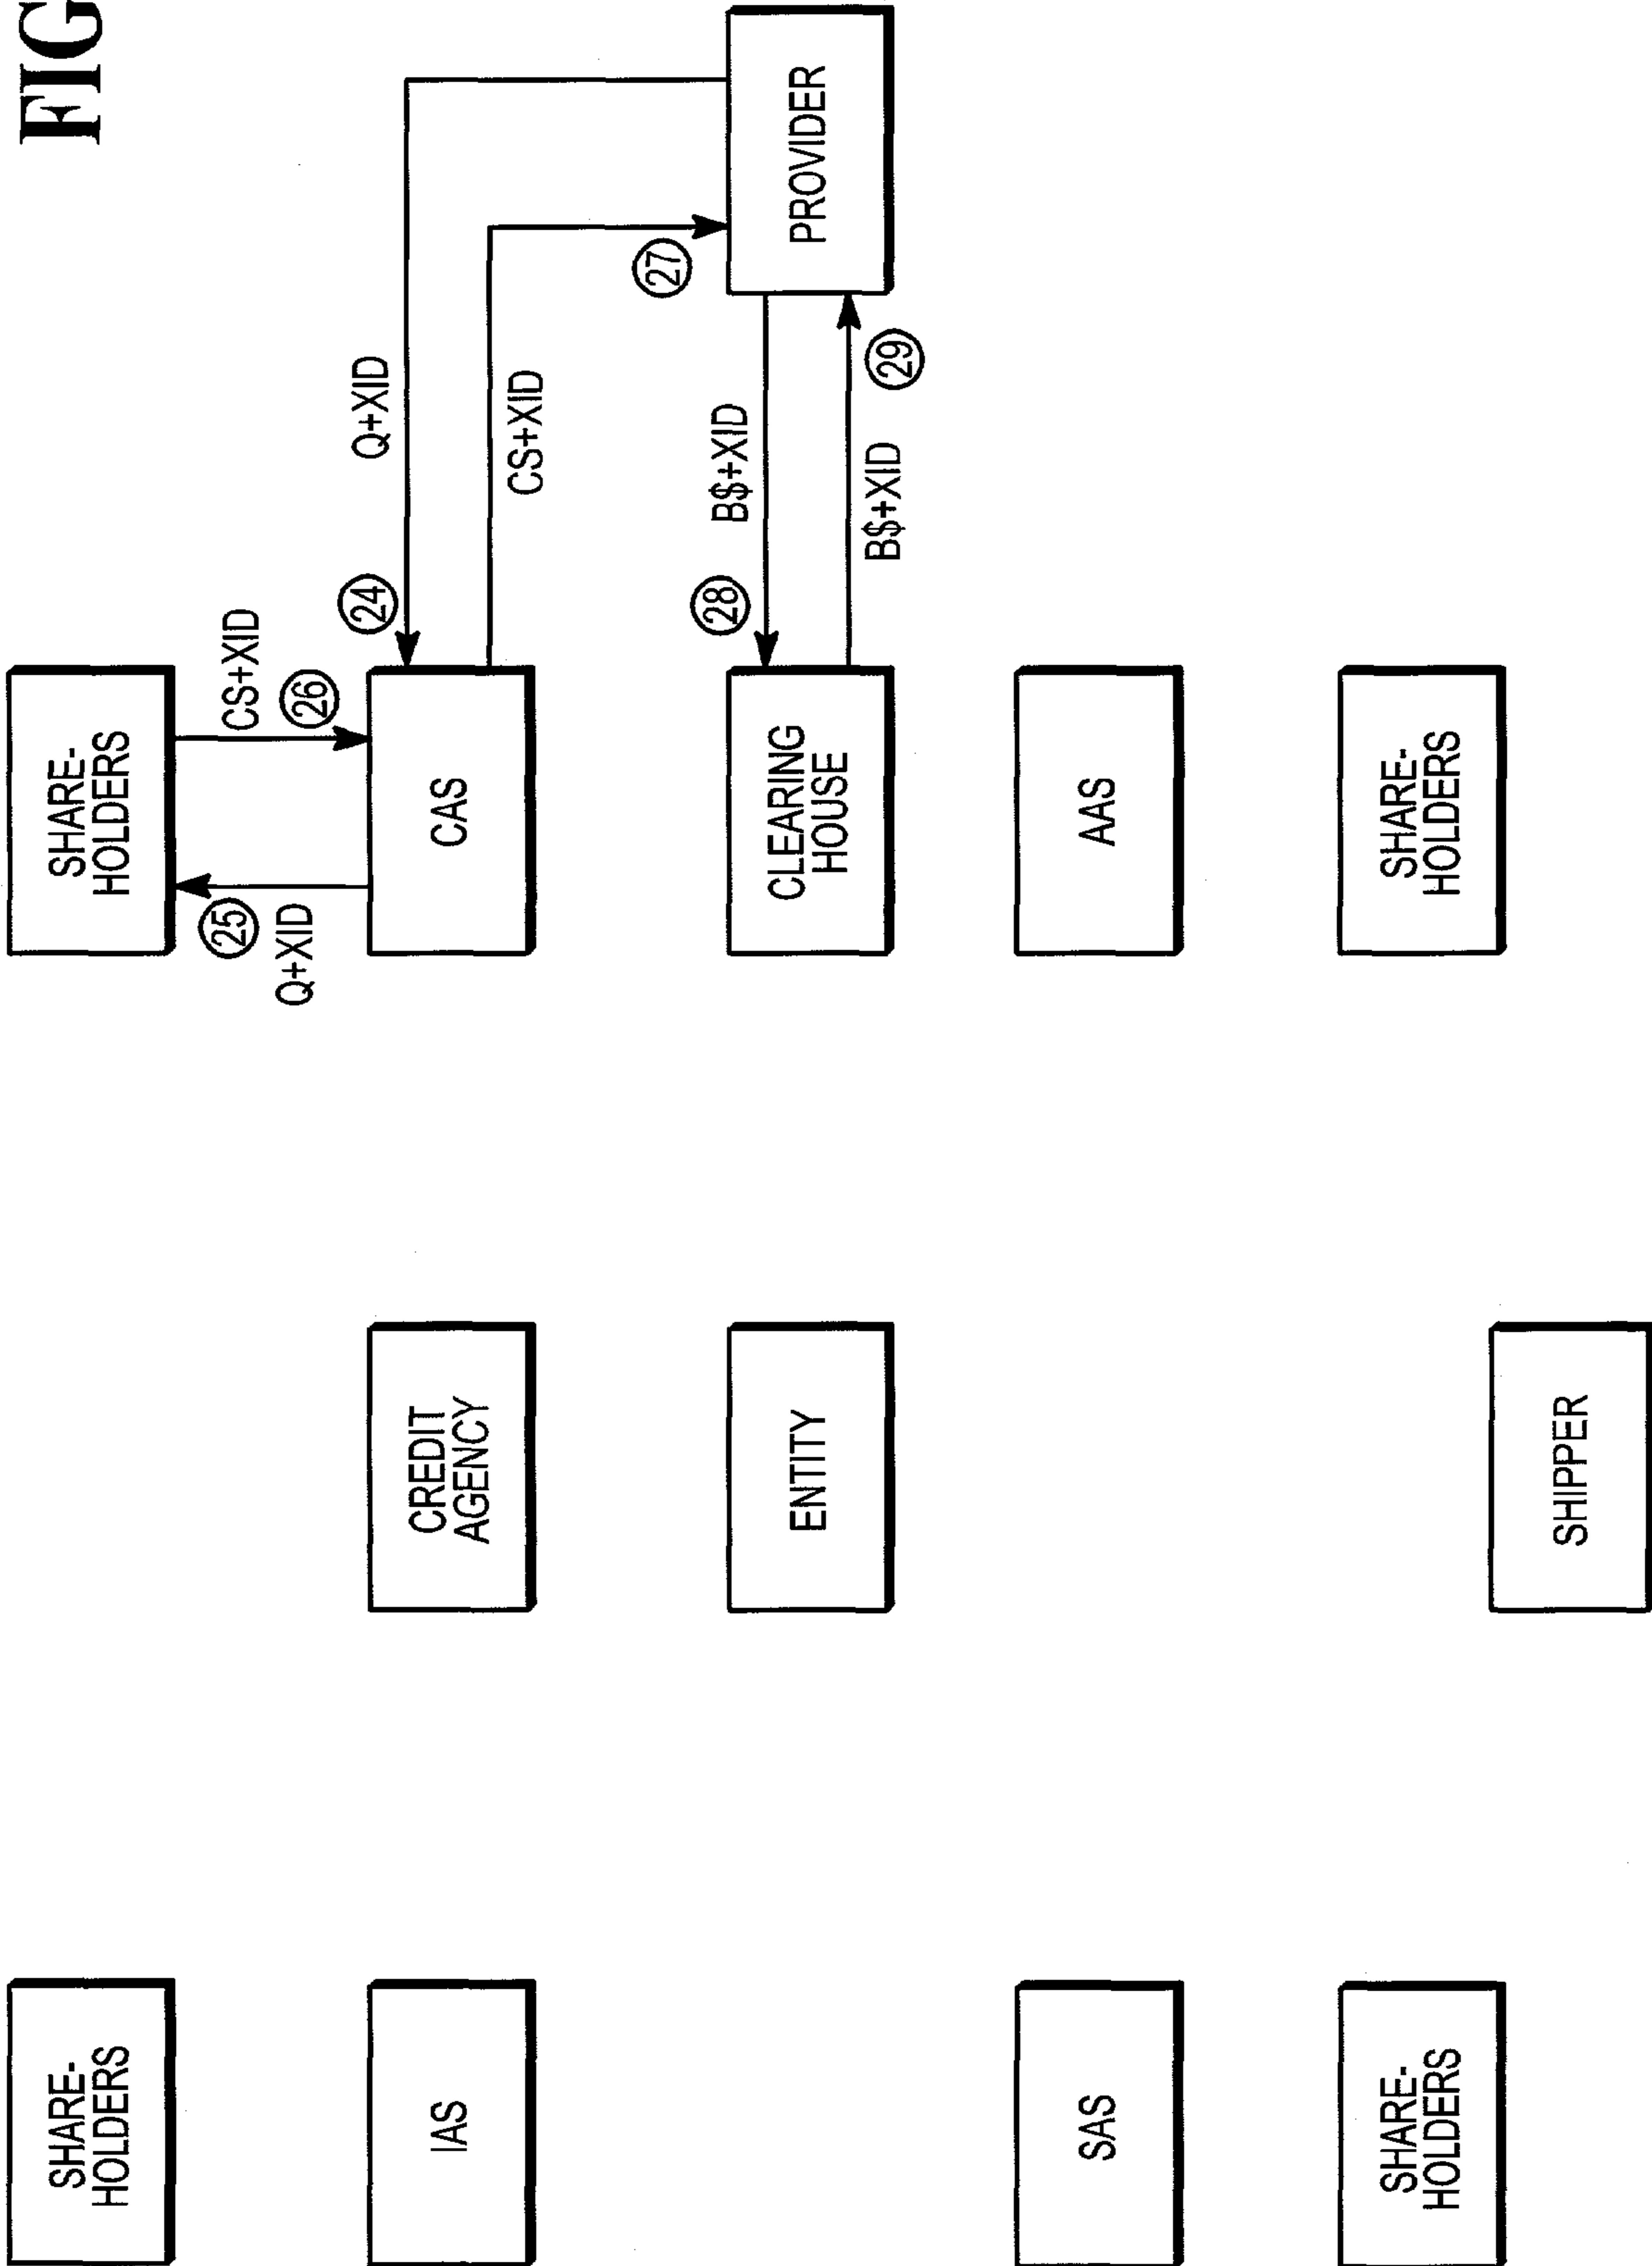 FIG
SHARE-
HOLDERS
SHARE-
HOLDERS
25
Q+XID
CS+XID
26
24
Q+XID
IAS
CREDIT
AGENCY
CAS
CS+XID
27
28
B$+XID
ENTITY
CLEARING
HOUSE
PROVIDER
B$+XID
29
SAS
AAS
SHARE-
HOLDERS
SHARE-
HOLDERS
SHIPPER